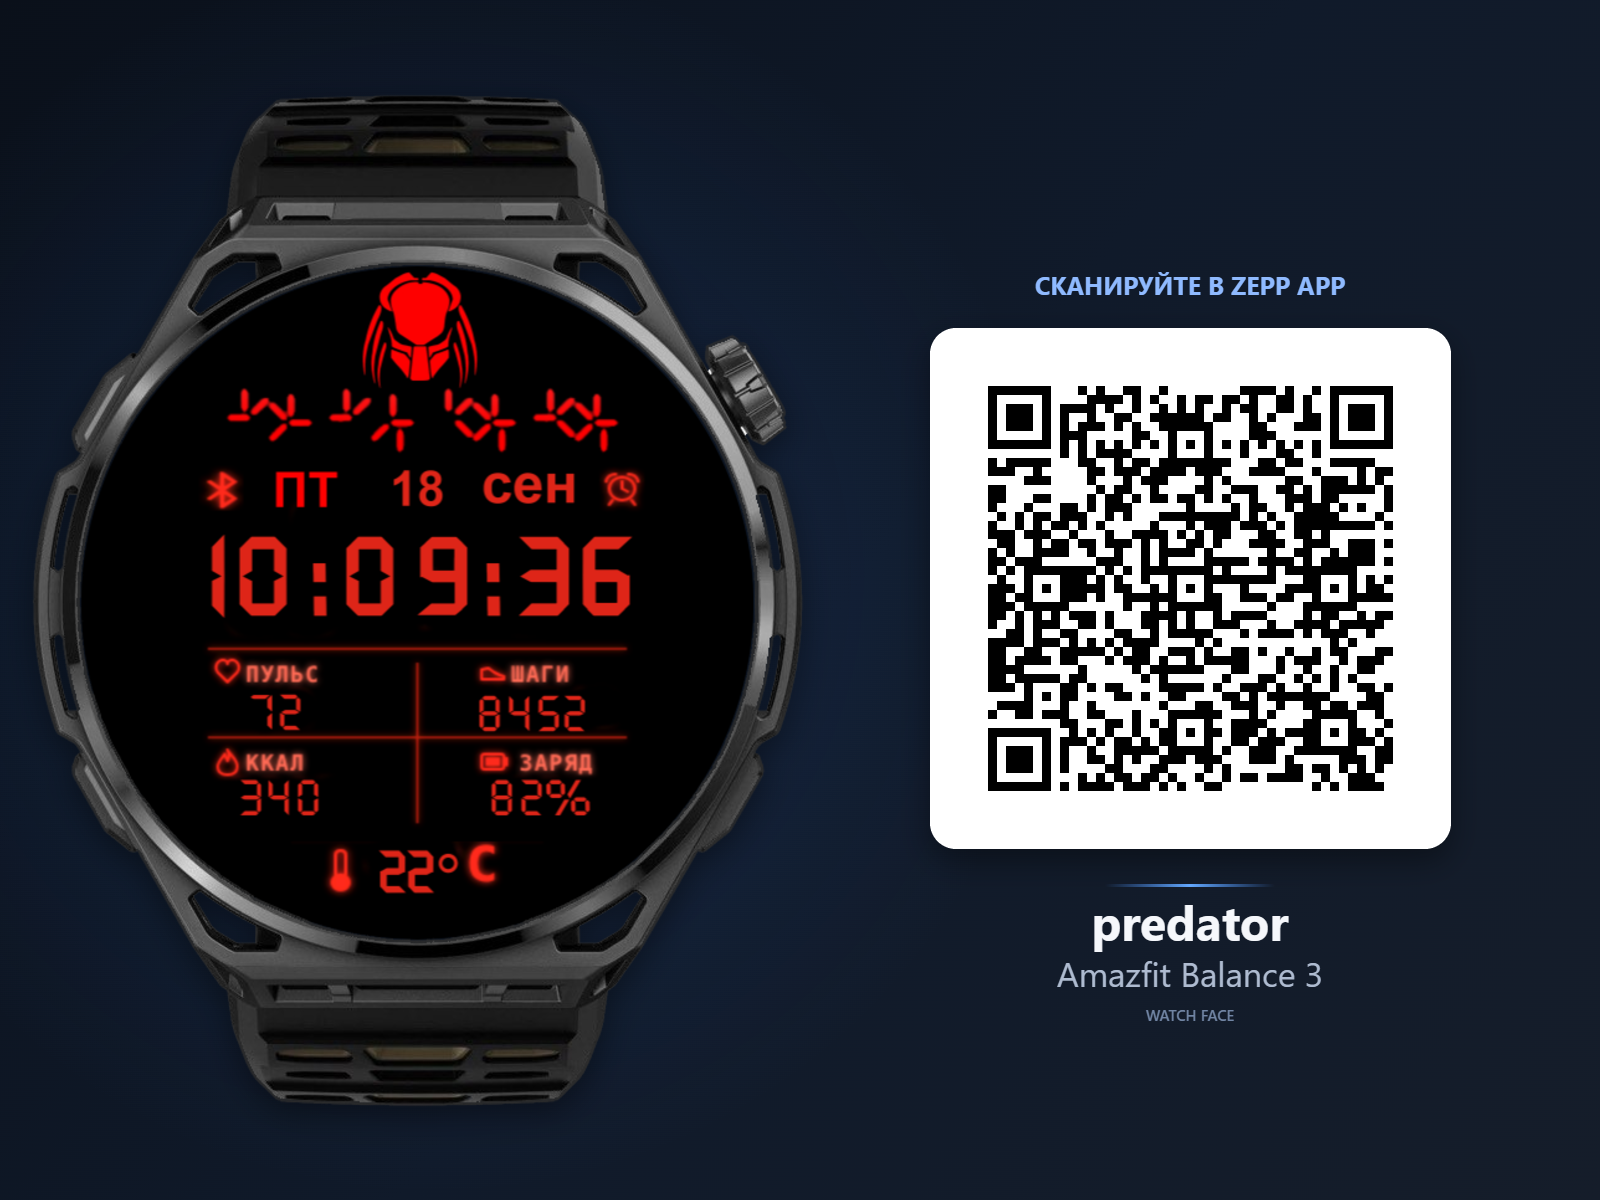 ПТ 18 сен
10:09:36
ПУЛЬС
72
ШАГИ
8452
ККАЛ
340
ЗАРЯД
82%
22°C
СКАНИРУЙТЕ В ZEPP APP
predator
Amazfit Balance 3
WATCH FACE